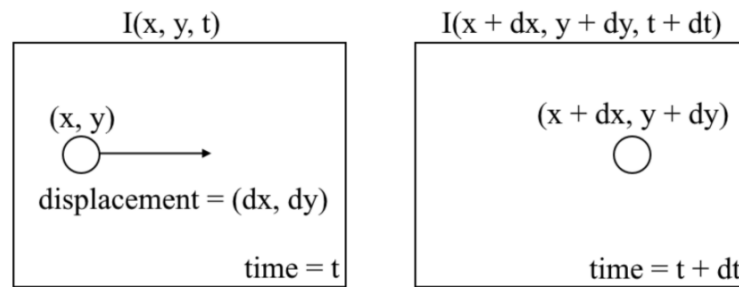 I(x, y, t)
(x, y)
displacement = (dx, dy)
time = t
I(x + dx, y + dy, t + dt)
(x + dx, y + dy)
time = t + dt